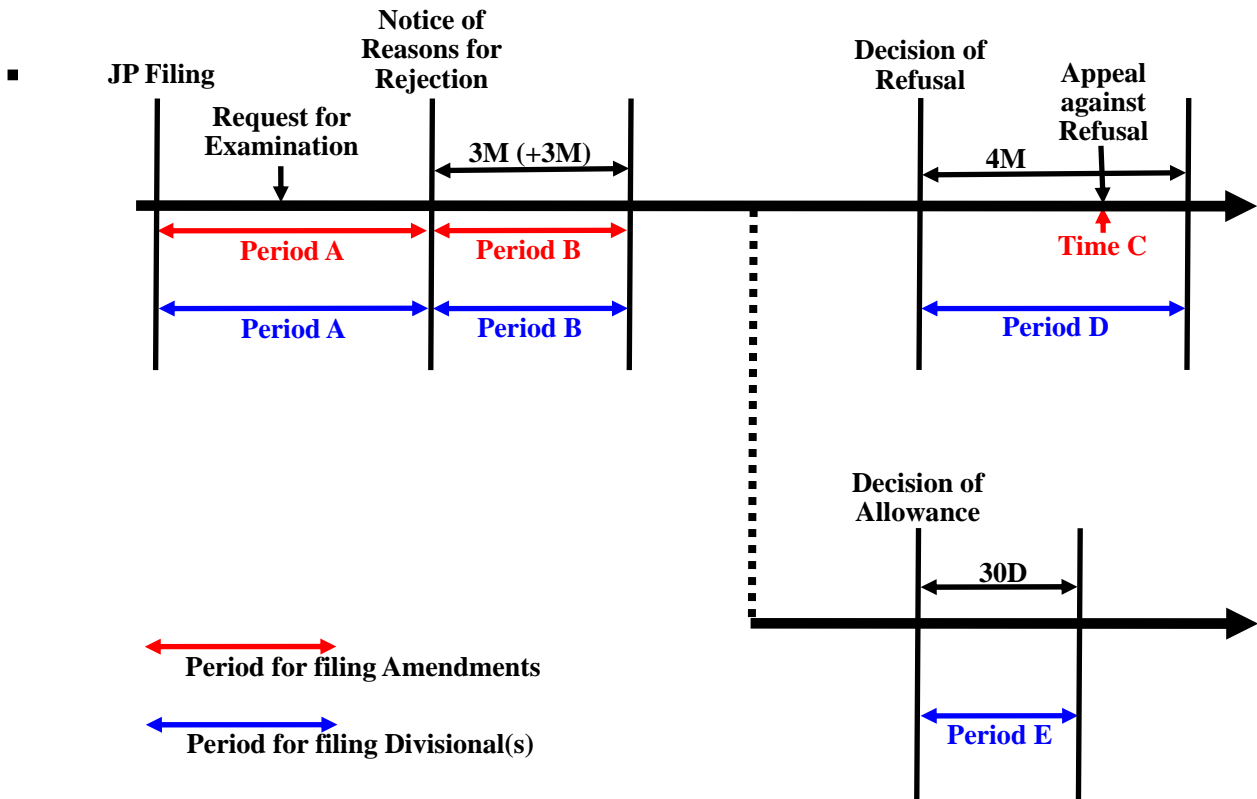 JP Filing
Request for
Examination
Notice of
Reasons for
Rejection
3M (+3M)
Decision of
Refusal
Appeal
against
Refusal
4M
Period A
Period B
Time C
Period A
Period B
Period D
Decision of
Allowance
30D
Period E
Period for filing Amendments
Period for filing Divisional(s)